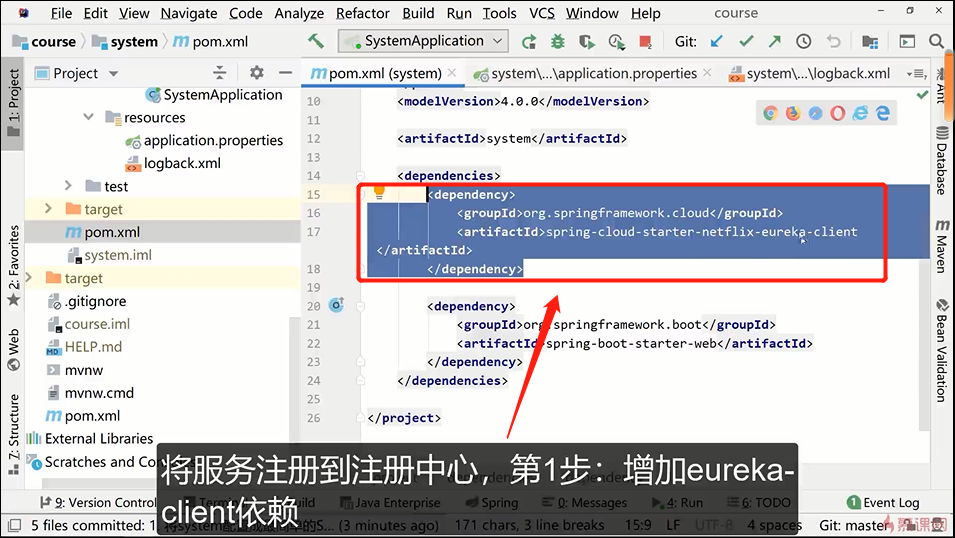 File Edit View Navigate Code Analyze Refactor Build Run Tools VCS Window Help course
course system pom.xml SystemApplication Git:
1: Project
2: Favorites
Web
7: Structure
Project
SystemApplication
resources
application.properties
logback.xml
test
target
pom.xml
system.iml
target
.gitignore
course.iml
HELP.md
mvnw
mvnw.cmd
pom.xml
External Libraries
Scratches and Con
pom.xml (system) system\...\application.properties system\...\logback.xml
10 <modelVersion>4.0.0</modelVersion>
11
12 <artifactId>system</artifactId>
13
14 <dependencies>
15 <dependency>
16 <groupId>org.springframework.cloud</groupId>
17 <artifactId>spring-cloud-starter-netflix-eureka-client
</artifactId>
18 </dependency>
19
20 <dependency>
21 <groupId>org.springframework.boot</groupId>
22 <artifactId>spring-boot-starter-web</artifactId>
23 </dependency>
24 </dependencies>
25
26 </project>
Ant
Database
Maven
Bean Validation
将服务注册到注册中心，第1步：增加eureka-
client依赖
9: Version Control Terminal Build Java Enterprise Spring 0: Messages 4: Run 6: TODO 1 Event Log
5 files committed: 1. (3 minutes ago) 171 chars, 3 line breaks 15:9 LF UTF-8 4 spaces Git: master
慕课网